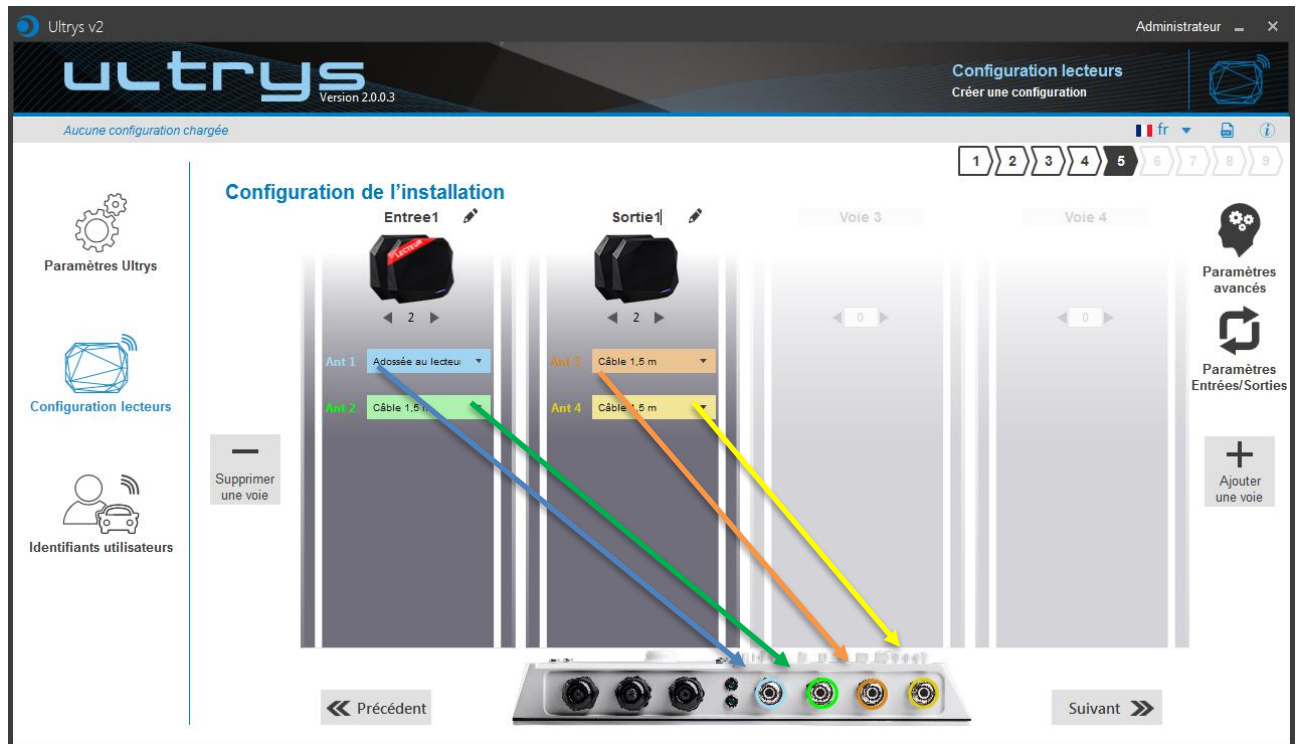 Ultrys v2
Administrateur
ultrys
Version 2.0.0.3
Configuration lecteurs
Créer une configuration
Aucune configuration chargée
fr
1 2 3 4 5 6 7 8 9
Configuration de l'installation
Entree1
Sortie1
Voie 3
Voie 4
LECTEUR
2
2
0
0
Paramètres Ultrys
Configuration lecteurs
Identifiants utilisateurs
Supprimer
une voie
Ant 1 Adossée au lecteu
Ant 2 Câble 1,5 m
Ant 3 Câble 1,5 m
Ant 4 Câble 1,5 m
Paramètres
avancés
Paramètres
Entrées/Sorties
Ajouter
une voie
Précédent
Suivant